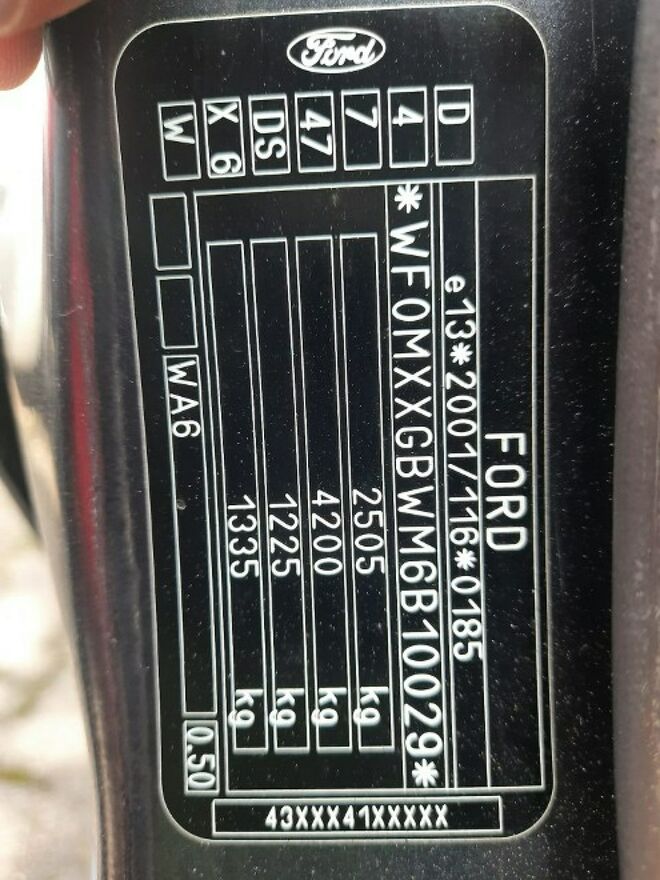 Ford
D
4
7
47
DS
X 6
W
FORD
e13*2001/116*0185
*WF0MXXGBWM6B10029*
2505 kg
4200 kg
1225 kg
1335 kg
WA6 0.50
43XXX41XXXXX